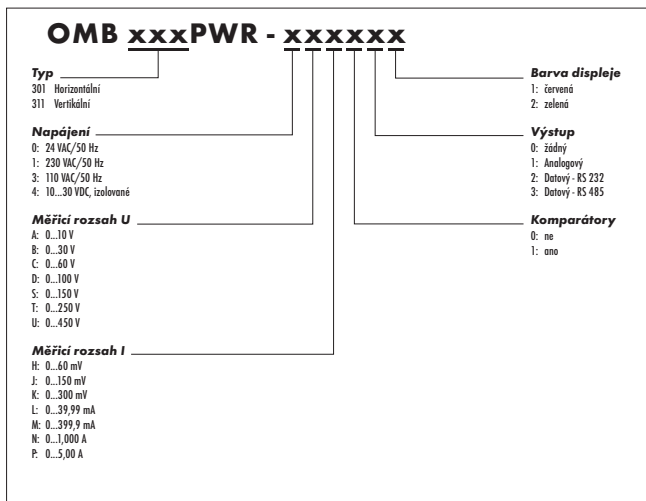 OMB xxxPWR - xxxxxx
Typ
301 Horizontální
311 Vertikální
Napájení
0: 24 VAC/50 Hz
1: 230 VAC/50 Hz
3: 110 VAC/50 Hz
4: 10...30 VDC, izolované
Měřicí rozsah U
A: 0...10 V
B: 0...30 V
C: 0...60 V
D: 0...100 V
S: 0...150 V
T: 0...250 V
U: 0...450 V
Měřicí rozsah I
H: 0...60 mV
J: 0...150 mV
K: 0...300 mV
L: 0...39,99 mA
M: 0...399,9 mA
N: 0...1,000 A
P: 0...5,00 A
Barva displeje
1: červená
2: zelená
Výstup
0: žádný
1: Analogový
2: Datový - RS 232
3: Datový - RS 485
Komparátory
0: ne
1: ano